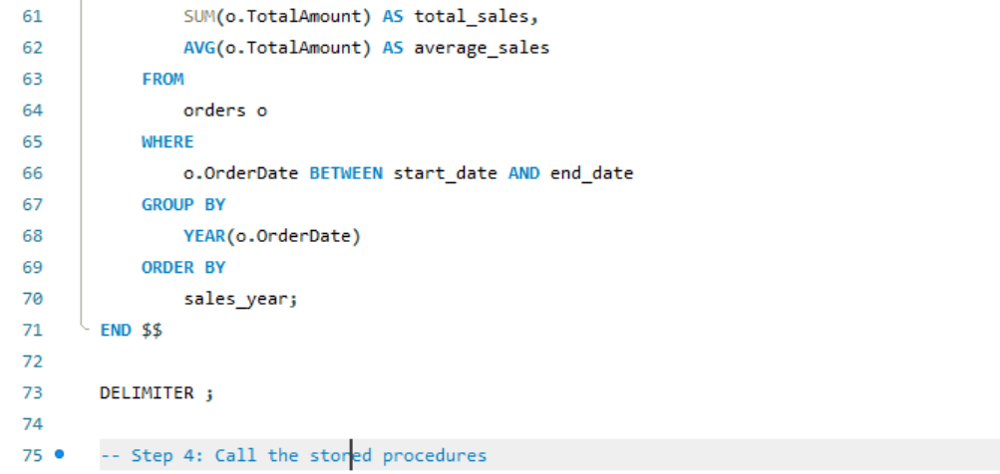 61 SUM(o.TotalAmount) AS total_sales,
62 AVG(o.TotalAmount) AS average_sales
63 FROM
64 orders o
65 WHERE
66 o.OrderDate BETWEEN start_date AND end_date
67 GROUP BY
68 YEAR(o.OrderDate)
69 ORDER BY
70 sales_year;
71 END $$
72
73 DELIMITER ;
74
75 -- Step 4: Call the stored procedures